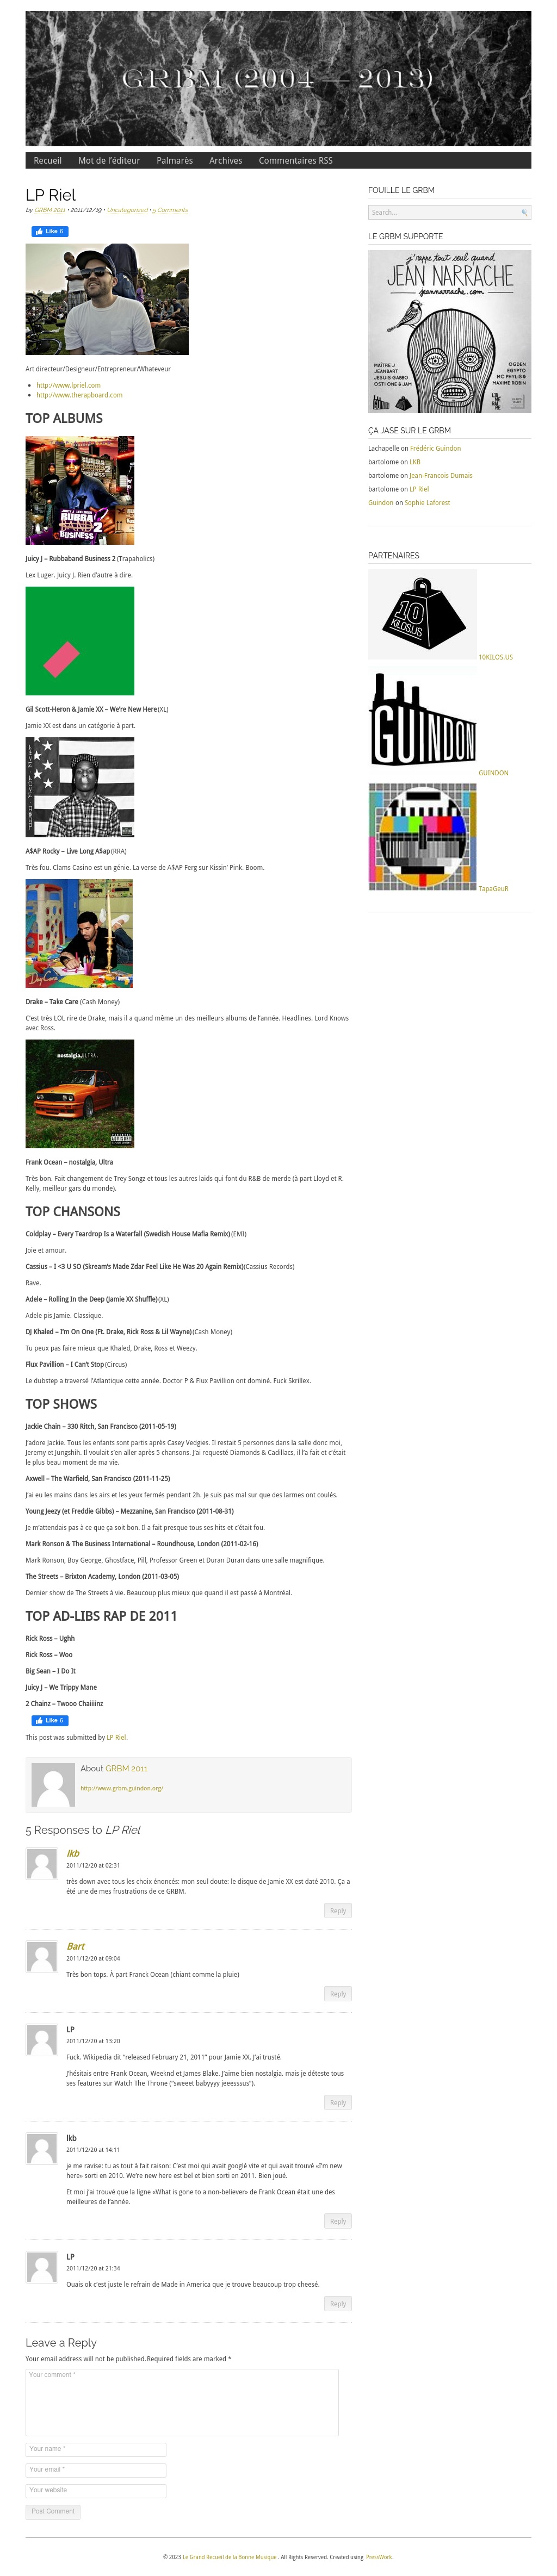 GRBM (2004 — 2013)
Recueil Mot de l'éditeur Palmarès Archives Commentaires RSS
LP Riel
by GRBM 2011 • 2011/12/19 • Uncategorized • 5 Comments
Like 6
Art directeur/Designeur/Entrepreneur/Whateveur
http://www.lpriel.com
http://www.therapboard.com
TOP ALBUMS
Juicy J – Rubbaband Business 2 (Trapaholics)
Lex Luger. Juicy J. Rien d'autre à dire.
Gil Scott-Heron & Jamie XX – We're New Here(XL)
Jamie XX est dans un catégorie à part.
A$AP Rocky – Live Long A$ap(RRA)
Très fou. Clams Casino est un génie. La verse de A$AP Ferg sur Kissin' Pink. Boom.
Drake – Take Care (Cash Money)
C'est très LOL rire de Drake, mais il a quand même un des meilleurs albums de l'année. Headlines. Lord Knows
avec Ross.
nostalgia,ULTRA.
Frank Ocean – nostalgia, Ultra
Très bon. Fait changement de Trey Songz et tous les autres laids qui font du R&B de merde (à part Lloyd et R.
Kelly, meilleur gars du monde).
TOP CHANSONS
Coldplay – Every Teardrop Is a Waterfall (Swedish House Mafia Remix)(EMI)
Joie et amour.
Cassius – I <3 U SO (Skream's Made Zdar Feel Like He Was 20 Again Remix)(Cassius Records)
Rave.
Adele – Rolling In the Deep (Jamie XX Shuffle)(XL)
Adele pis Jamie. Classique.
DJ Khaled – I'm On One (Ft. Drake, Rick Ross & Lil Wayne)(Cash Money)
Tu peux pas faire mieux que Khaled, Drake, Ross et Weezy.
Flux Pavillion – I Can't Stop(Circus)
Le dubstep a traversé l'Atlantique cette année. Doctor P & Flux Pavillion ont dominé. Fuck Skrillex.
TOP SHOWS
Jackie Chain – 330 Ritch, San Francisco (2011-05-19)
J'adore Jackie. Tous les enfants sont partis après Casey Vedgies. Il restait 5 personnes dans la salle donc moi,
Jeremy et Jungshih. Il voulait s'en aller après 5 chansons. J'ai requesté Diamonds & Cadillacs, il l'a fait et c'était
le plus beau moment de ma vie.
Axwell – The Warfield, San Francisco (2011-11-25)
J'ai eu les mains dans les airs et les yeux fermés pendant 2h. Je suis pas mal sur que des larmes ont coulés.
Young Jeezy (et Freddie Gibbs) – Mezzanine, San Francisco (2011-08-31)
Je m'attendais pas à ce que ça soit bon. Il a fait presque tous ses hits et c'était fou.
Mark Ronson & The Business International – Roundhouse, London (2011-02-16)
Mark Ronson, Boy George, Ghostface, Pill, Professor Green et Duran Duran dans une salle magnifique.
The Streets – Brixton Academy, London (2011-03-05)
Dernier show de The Streets à vie. Beaucoup plus mieux que quand il est passé à Montréal.
TOP AD-LIBS RAP DE 2011
Rick Ross – Ughh
Rick Ross – Woo
Big Sean – I Do It
Juicy J – We Trippy Mane
2 Chainz – Twooo Chaiiiinz
Like 6
This post was submitted by LP Riel.
About GRBM 2011
http://www.grbm.guindon.org/
5 Responses to LP Riel
lkb
2011/12/20 at 02:31
très down avec tous les choix énoncés: mon seul doute: le disque de Jamie XX est daté 2010. Ça a
été une de mes frustrations de ce GRBM.
Reply
Bart
2011/12/20 at 09:04
Très bon tops. À part Franck Ocean (chiant comme la pluie)
Reply
LP
2011/12/20 at 13:20
Fuck. Wikipedia dit "released February 21, 2011" pour Jamie XX. J'ai trusté.
J'hésitais entre Frank Ocean, Weeknd et James Blake. J'aime bien nostalgia. mais je déteste tous
ses features sur Watch The Throne ("sweeet babyyyy jeeesssus").
Reply
lkb
2011/12/20 at 14:11
je me ravise: tu as tout à fait raison: C'est moi qui avait googlé vite et qui avait trouvé «I'm new
here» sorti en 2010. We're new here est bel et bien sorti en 2011. Bien joué.
Et moi j'ai trouvé que la ligne «What is gone to a non-believer» de Frank Ocean était une des
meilleures de l'année.
Reply
LP
2011/12/20 at 21:34
Ouais ok c'est juste le refrain de Made in America que je trouve beaucoup trop cheesé.
Reply
Leave a Reply
Your email address will not be published.Required fields are marked *
Your comment *
Your name *
Your email *
Your website
Post Comment
FOUILLE LE GRBM
Search...
LE GRBM SUPPORTE
j'rappe tout seul quand
JEAN NARRACHE
jeannarrache.com
MAÎTRE J
JEANBART
JESUIS GABBO
OSTI ONE & JAM
OGDEN
EGYPTO
MC PHYLIS &
MAXIME ROBIN
ÇA JASE SUR LE GRBM
Lachapelle on Frédéric Guindon
bartolome on LKB
bartolome on Jean-Francois Dumais
bartolome on LP Riel
Guindon on Sophie Laforest
PARTENAIRES
10 KILOS.US
10KILOS.US
GUINDON
GUINDON
TapaGeuR
© 2023 Le Grand Recueil de la Bonne Musique . All Rights Reserved. Created using PressWork.